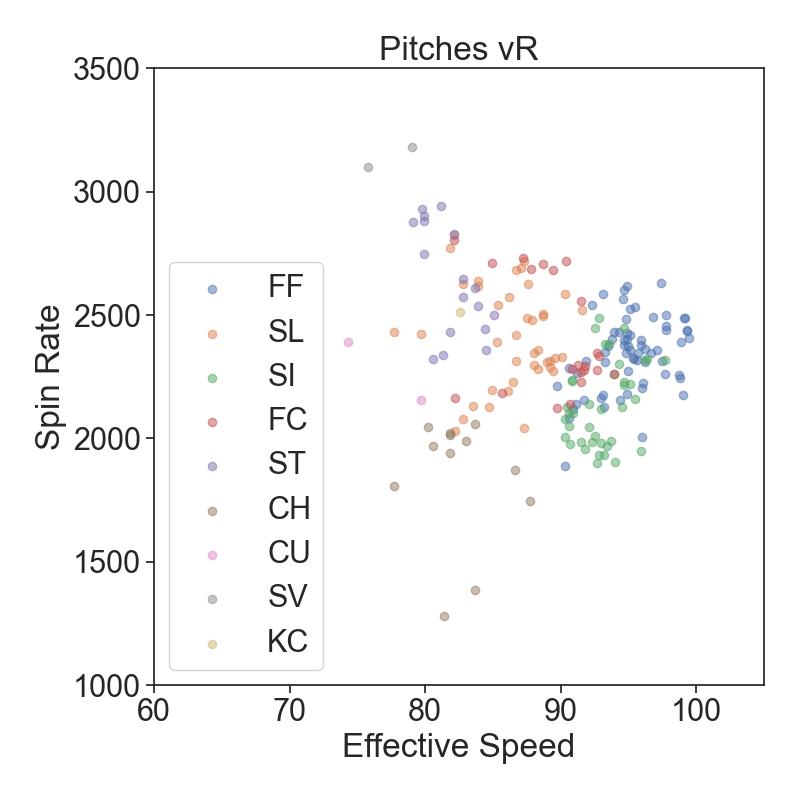 Pitches vR
3500
3000
2500
2000
1500
1000
Spin Rate
FF
SL
SI
FC
ST
CH
CU
SV
KC
60 70 80 90 100
Effective Speed